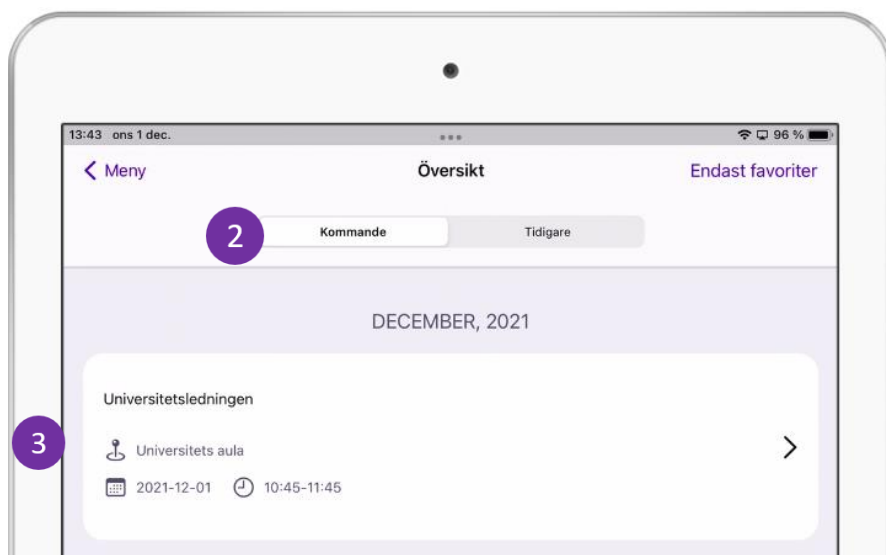 13:43 ons 1 dec. 96 %
Meny Översikt Endast favoriter
2 Kommande Tidigare
DECEMBER, 2021
Universitetsledningen
3
Universitets aula
2021-12-01 10:45-11:45